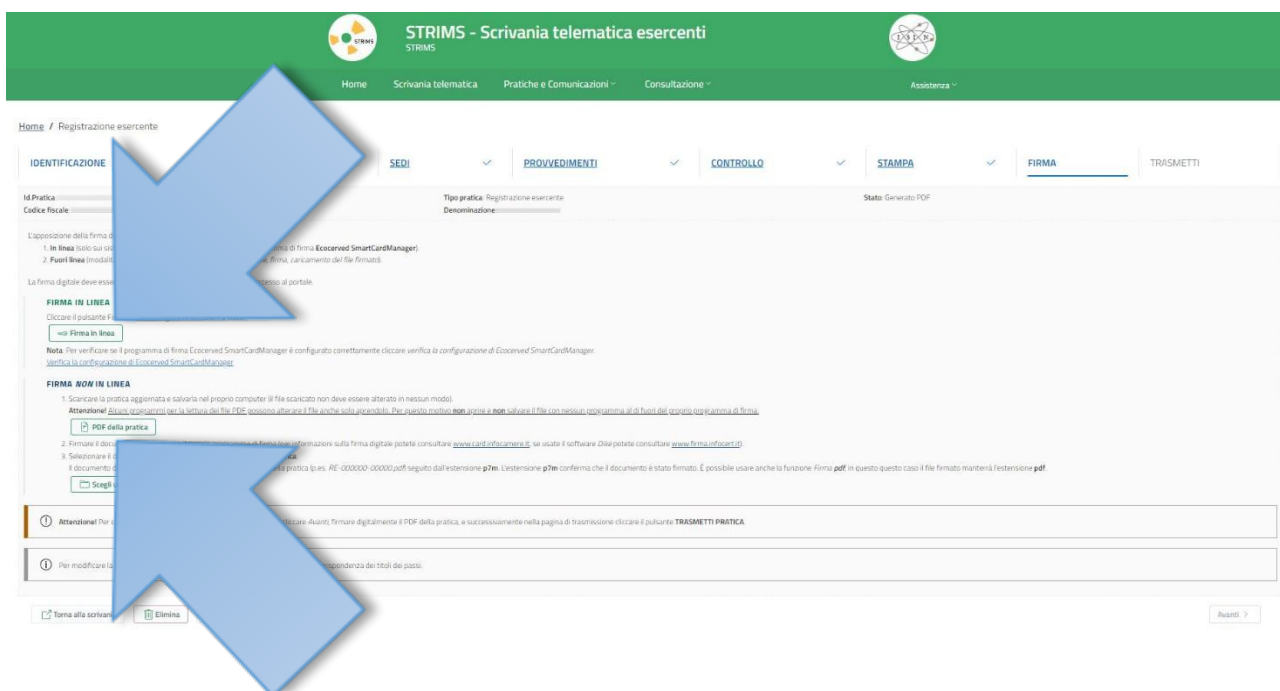 STRIMS - Scrivania telematica esercenti
STRIMS
STRIMS
ISIN
Home Scrivania telematica Pratiche e Comunicazioni Consultazione Assistenza
Home / Registrazione esercente
IDENTIFICAZIONE SEDI PROVVEDIMENTI CONTROLLO STAMPA FIRMA TRASMETTI
Id.Pratica Tipo pratica: Registrazione esercente Stato: Generato PDF
Codice fiscale Denominazione
L'apposizione della firma d
1. In linea (solo sui sis di firma Ecocerved SmartCardManager)
2. Fuori linea (modalit firma, caricamento del file firmato).
La firma digitale deve esse al portale.
FIRMA IN LINEA
Cliccare il pulsante
Firma in linea
Nota: Per verificare se il programma di firma Ecocerved SmartCardManager è configurato correttamente cliccare verifica la configurazione di Ecocerved SmartCardManager.
Verifica la configurazione di Ecocerved SmartCardManager
FIRMA NON IN LINEA
1. Scaricare la pratica aggiornata e salvarla nel proprio computer (il file scaricato non deve essere alterato in nessun modo).
Attenzione! Alcuni programmi per la lettura dei file PDF possono alterare il file anche solo aprendolo. Per questo motivo non aprire e non salvare il file con nessun programma al di fuori del proprio programma di firma.
PDF della pratica
2. Firmare il docu informazioni sulla firma digitale potete consultare www.card.infocamere.it, se usate il software Dike potete consultare www.firma.infocert.it).
3. Selezionare il d
Il documento d pratica (p.es. RE-000000-00000.pdf) seguito dall'estensione p7m. L'estensione p7m conferma che il documento è stato firmato. È possibile usare anche la funzione Firma pdf, in questo questo caso il file firmato manterrà l'estensione pdf.
Scegli
Attenzione! Per cliccare Avanti, firmare digitalmente il PDF della pratica, e successivamente nella pagina di trasmissione cliccare il pulsante TRASMETTI PRATICA.
Per modificare la dei titoli dei passi.
Torna alla scrivani Elimina Avanti